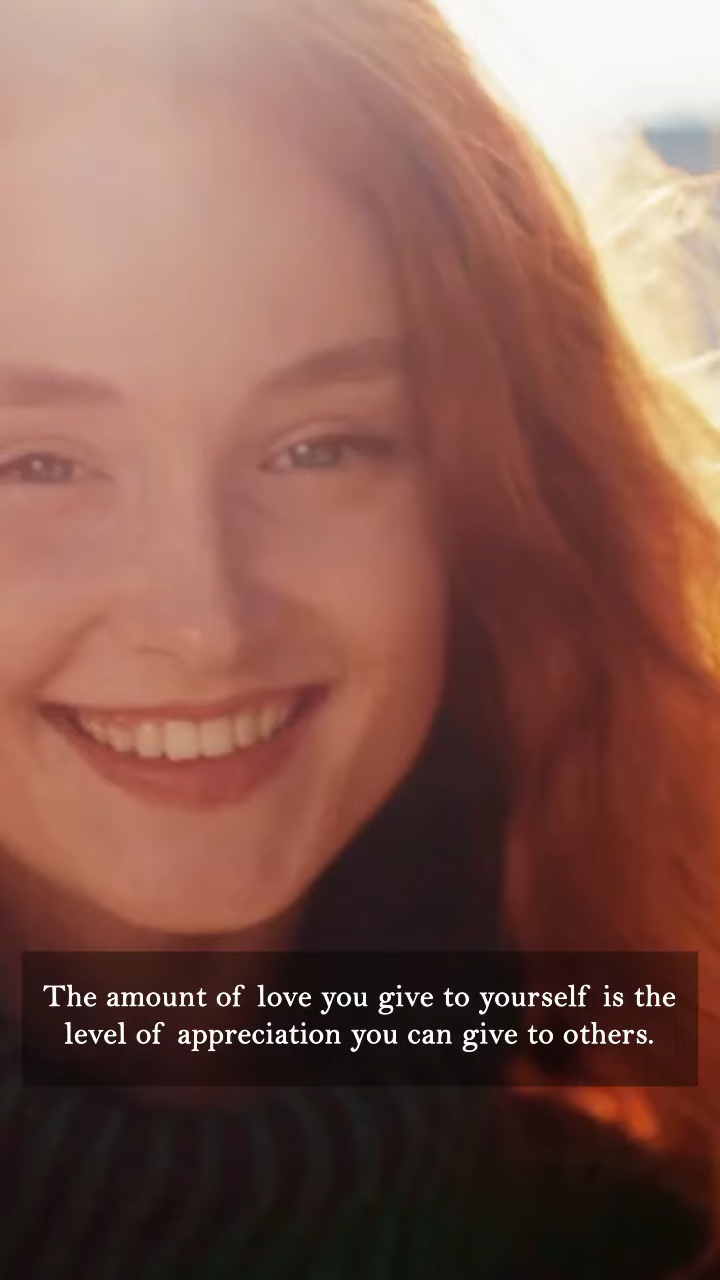 The amount of love you give to yourself is the
level of appreciation you can give to others.